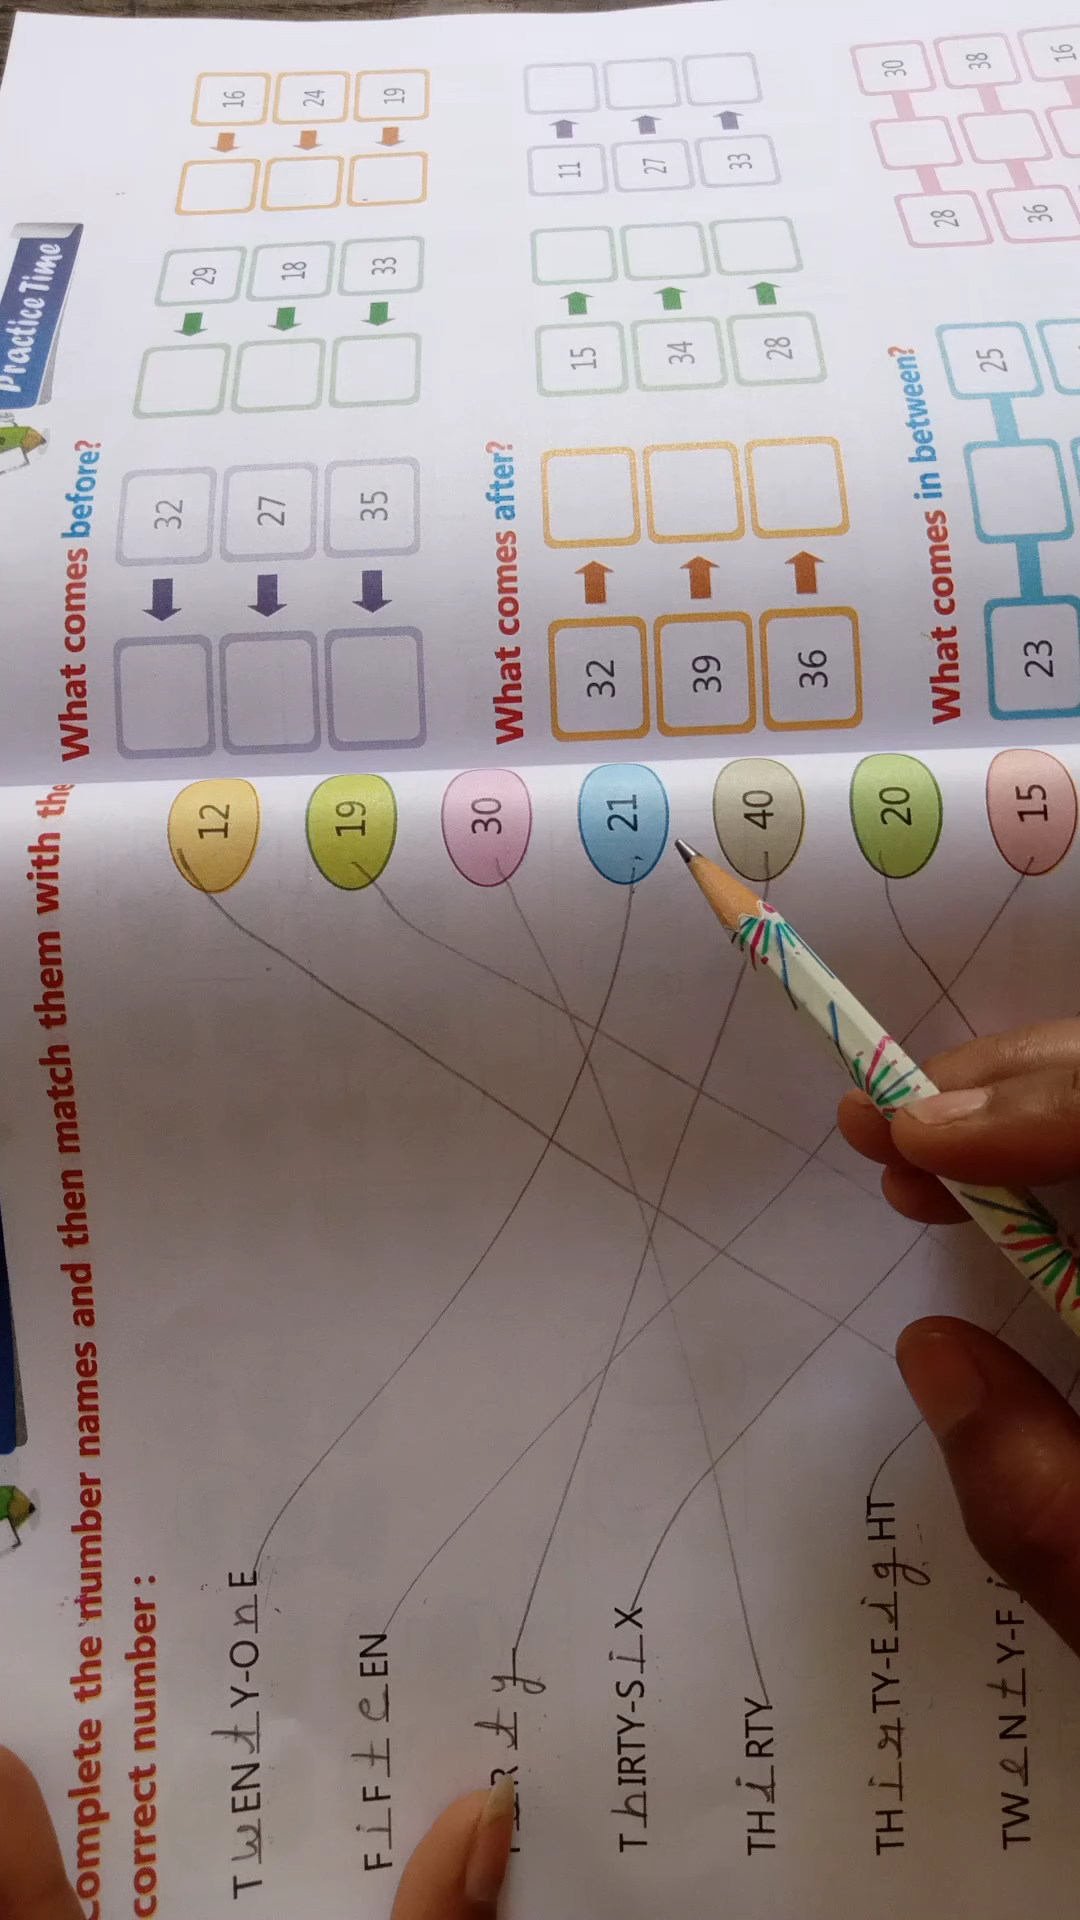 Complete the number names and then match them with the
correct number :
TwENtY-OnE 12
FiFteEN 19
R ty 30
ThIRTY-SiX 21
THiRTY 40
THirTY-EigHT 20
TWeNtY-Fi 15
Practice Time
What comes before?
32 29 16
27 18 24
35 33 19
What comes after?
32 15 11
39 34 27
36 28 33
What comes in between?
23 25 28 30
36 38
16